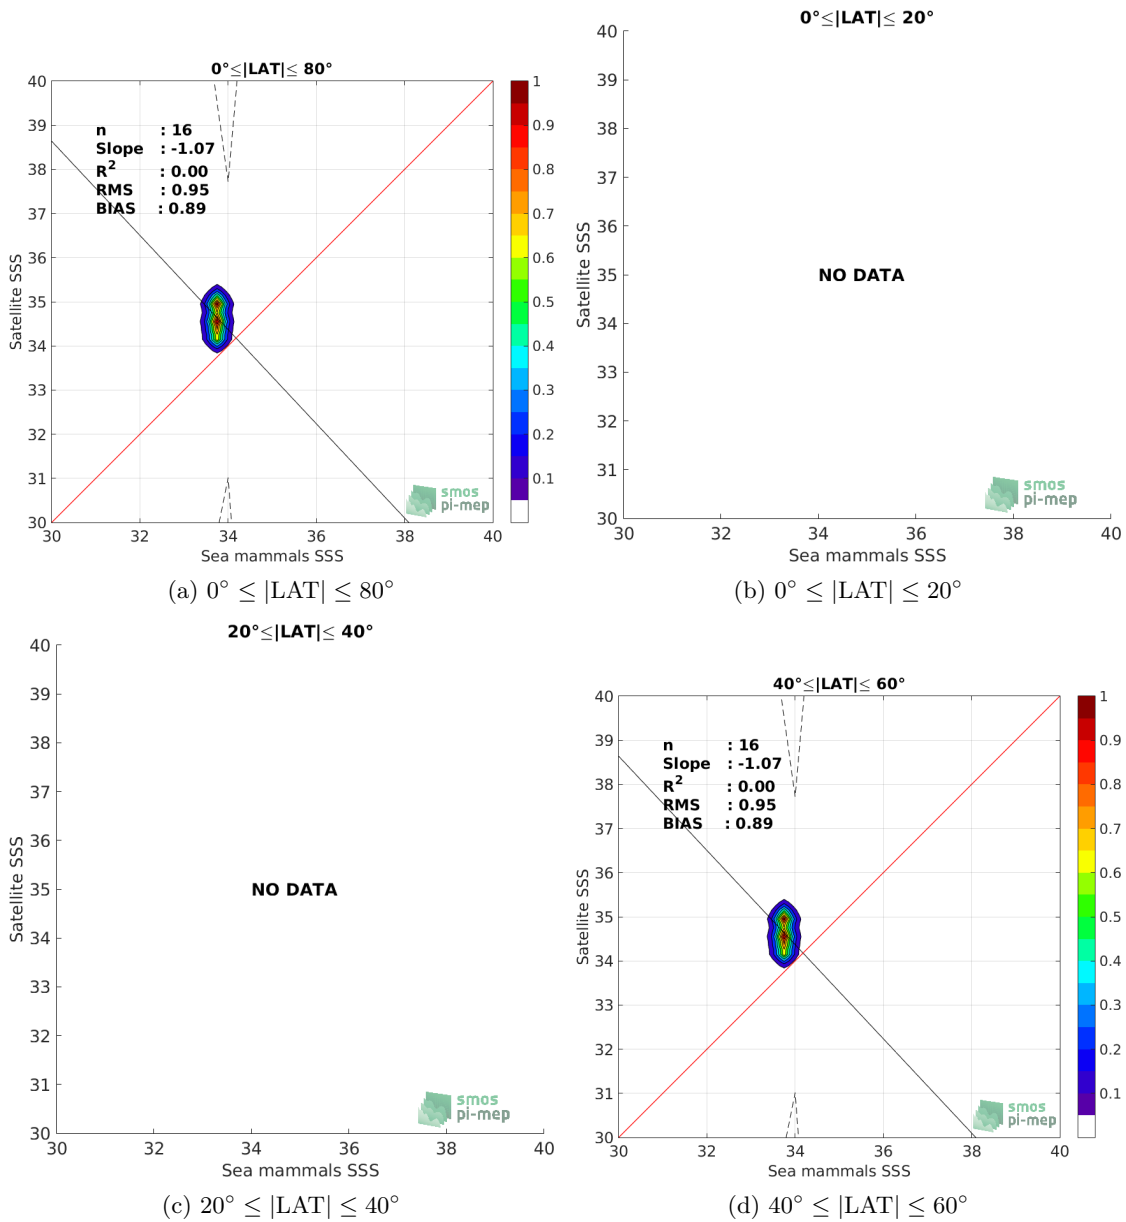 0°≤|LAT|≤ 80°
40
39
38
37
36
35
34
33
32
31
30
n : 16
Slope : -1.07
R² : 0.00
RMS : 0.95
BIAS : 0.89
Satellite SSS
smos
pi-mep
30 32 34 36 38 40
Sea mammals SSS
1
0.9
0.8
0.7
0.6
0.5
0.4
0.3
0.2
0.1
(a) 0° ≤ |LAT| ≤ 80°
0°≤|LAT|≤ 20°
40
39
38
37
36
35
34
33
32
31
30
Satellite SSS
NO DATA
smos
pi-mep
30 32 34 36 38 40
Sea mammals SSS
(b) 0° ≤ |LAT| ≤ 20°
20°≤|LAT|≤ 40°
40
39
38
37
36
35
34
33
32
31
30
Satellite SSS
NO DATA
smos
pi-mep
30 32 34 36 38 40
Sea mammals SSS
(c) 20° ≤ |LAT| ≤ 40°
40°≤|LAT|≤ 60°
40
39
38
37
36
35
34
33
32
31
30
n : 16
Slope : -1.07
R² : 0.00
RMS : 0.95
BIAS : 0.89
Satellite SSS
smos
pi-mep
30 32 34 36 38 40
Sea mammals SSS
1
0.9
0.8
0.7
0.6
0.5
0.4
0.3
0.2
0.1
(d) 40° ≤ |LAT| ≤ 60°